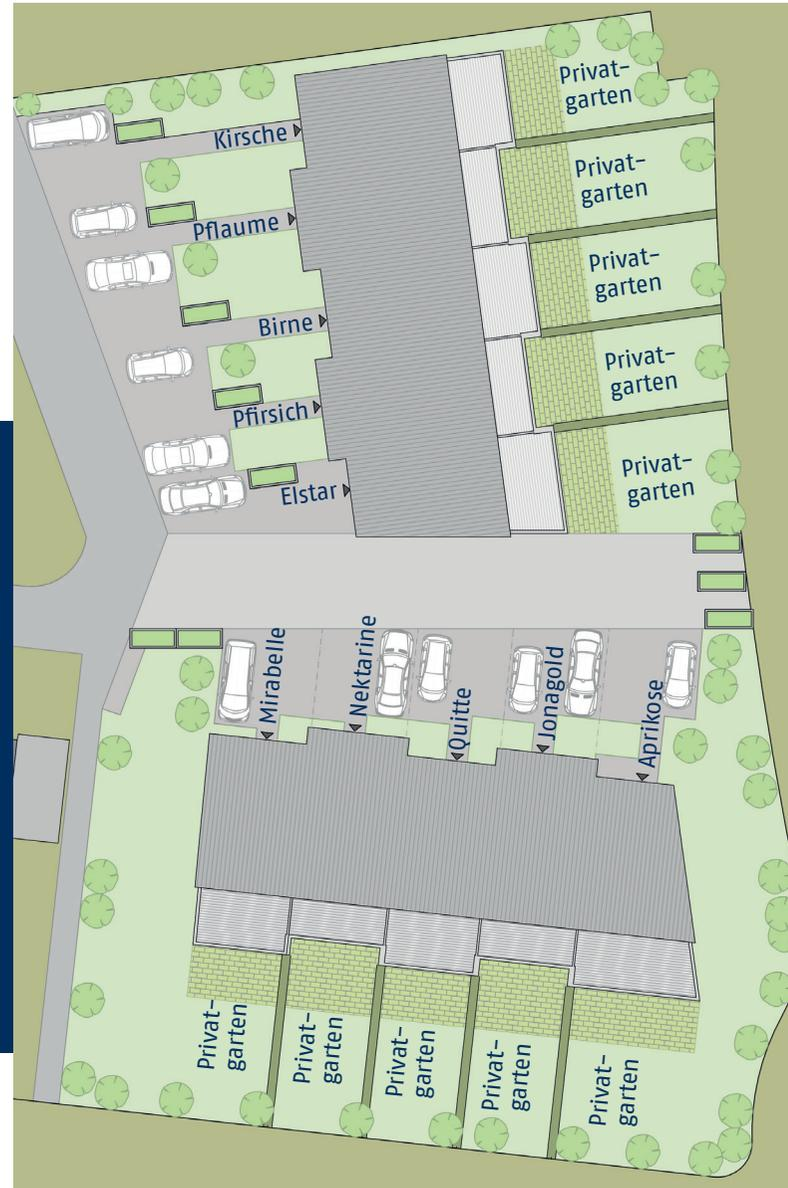 Privat-
garten
Kirsche
Privat-
garten
Pflaume
Privat-
garten
Birne
Privat-
garten
Pfirsich
Privat-
garten
Elstar
Mirabelle
Nektarine
Quitte
Jonagold
Aprikose
Privat-
garten
Privat-
garten
Privat-
garten
Privat-
garten
Privat-
garten